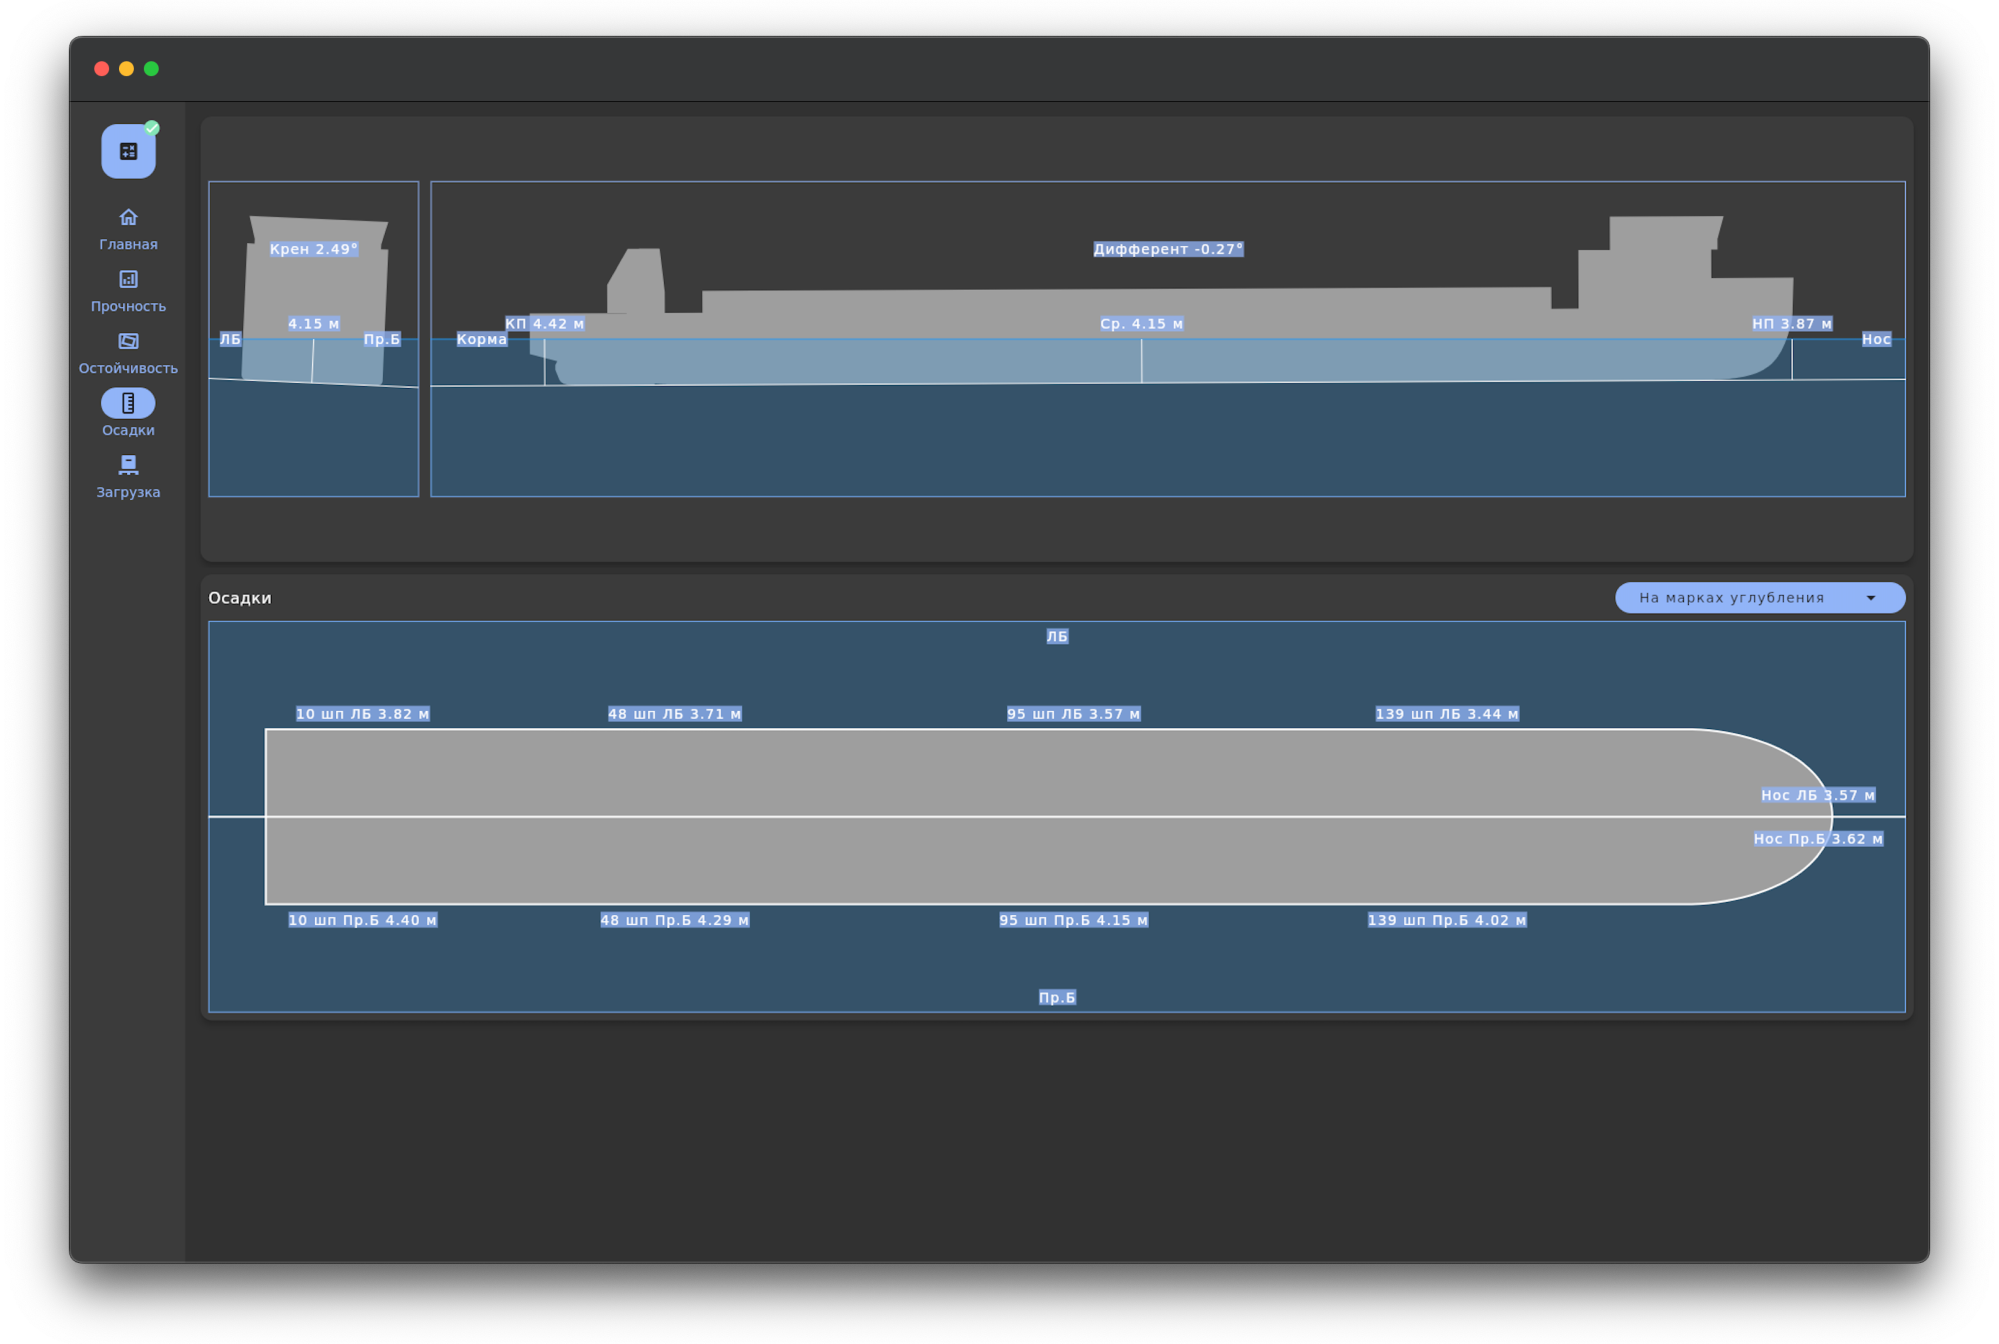 Главная
Прочность
Остойчивость
Осадки
Загрузка
Крен 2.49°
4.15 м
ЛБ
Пр.Б
Дифферент -0.27°
КП 4.42 м
Ср. 4.15 м
НП 3.87 м
Корма
Нос
Осадки
На марках углубления
ЛБ
10 шп ЛБ 3.82 м
48 шп ЛБ 3.71 м
95 шп ЛБ 3.57 м
139 шп ЛБ 3.44 м
Нос ЛБ 3.57 м
Нос Пр.Б 3.62 м
10 шп Пр.Б 4.40 м
48 шп Пр.Б 4.29 м
95 шп Пр.Б 4.15 м
139 шп Пр.Б 4.02 м
Пр.Б